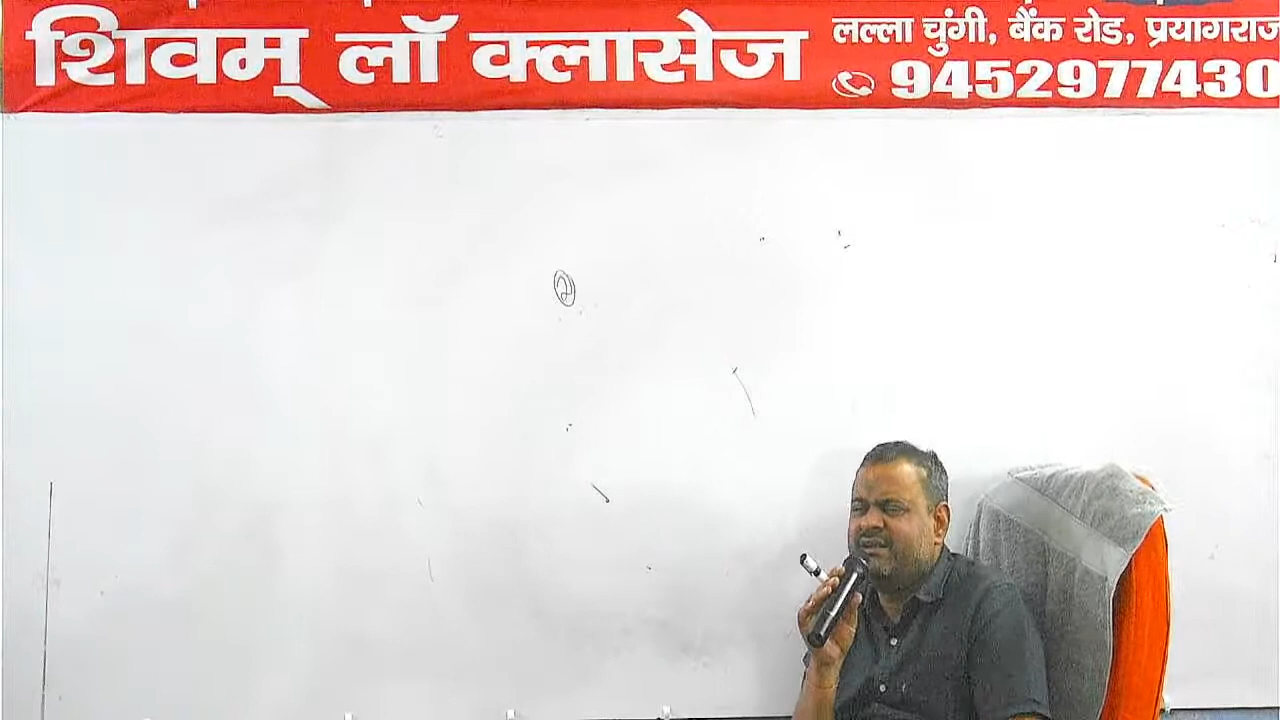 शिवम् लॉ क्लासेज
लल्ला चुंगी, बैंक रोड, प्रयागराज
9452977430